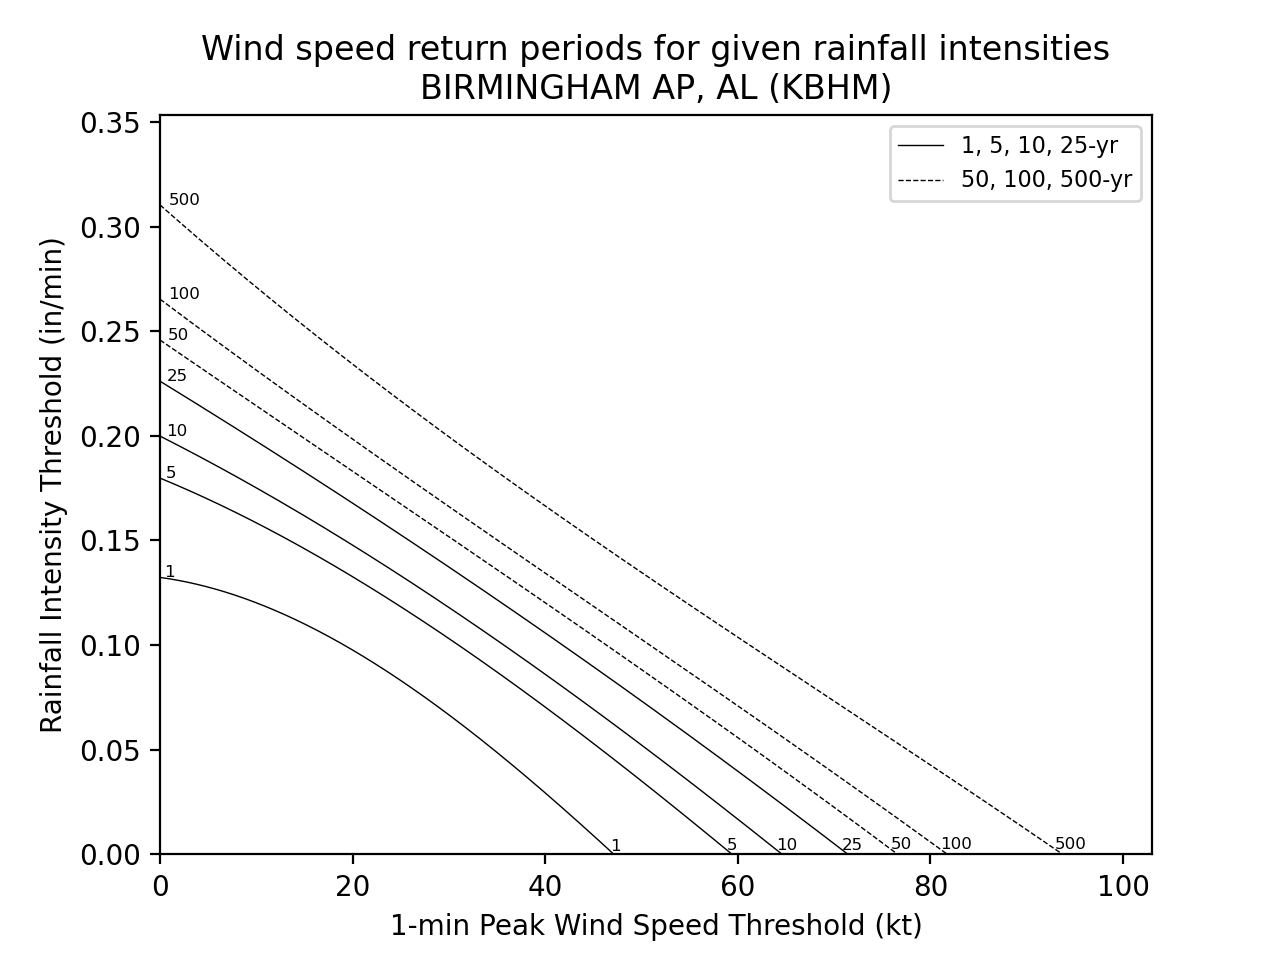 Wind speed return periods for given rainfall intensities
BIRMINGHAM AP, AL (KBHM)
1, 5, 10, 25-yr
50, 100, 500-yr
Rainfall Intensity Threshold (in/min)
0.35
0.30
0.25
0.20
0.15
0.10
0.05
0.00
500
100
50
25
10
5
1
1 5 10 25 50 100 500
0 20 40 60 80 100
1-min Peak Wind Speed Threshold (kt)